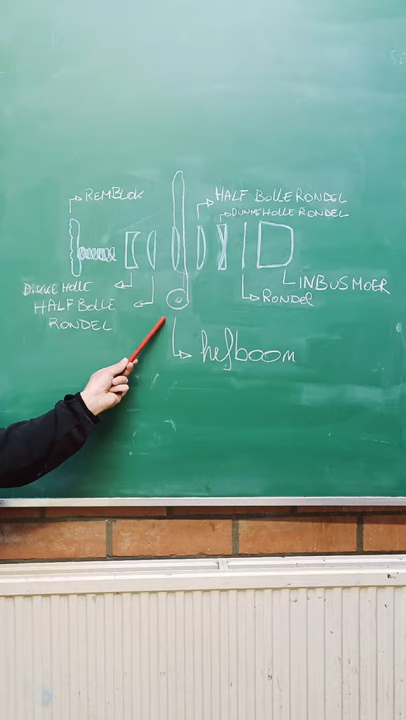 REMBLOK
HALF BOLLE RONDEL
DUNNE HOLLE RONDEL
DIKKE HOLLE
HALF BOLLE
RONDEL
INBUSMOER
RONDEL
hefboom